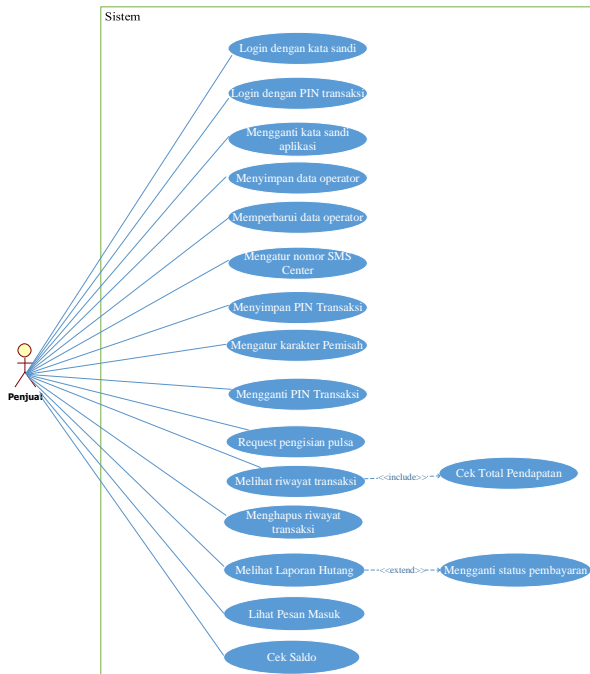 Sistem
Login dengan kata sandi
Login dengan PIN transaksi
Mengganti kata sandi
aplikasi
Menyimpan data operator
Memperbarui data operator
Mengatur nomor SMS
Center
Menyimpan PIN Transaksi
Mengatur karakter Pemisah
Penjual
Mengganti PIN Transaksi
Request pengisian pulsa
Melihat riwayat transaksi
<<include>>
Cek Total Pendapatan
Menghapus riwayat
transaksi
Melihat Laporan Hutang
<<extend>>
Mengganti status pembayaran
Lihat Pesan Masuk
Cek Saldo